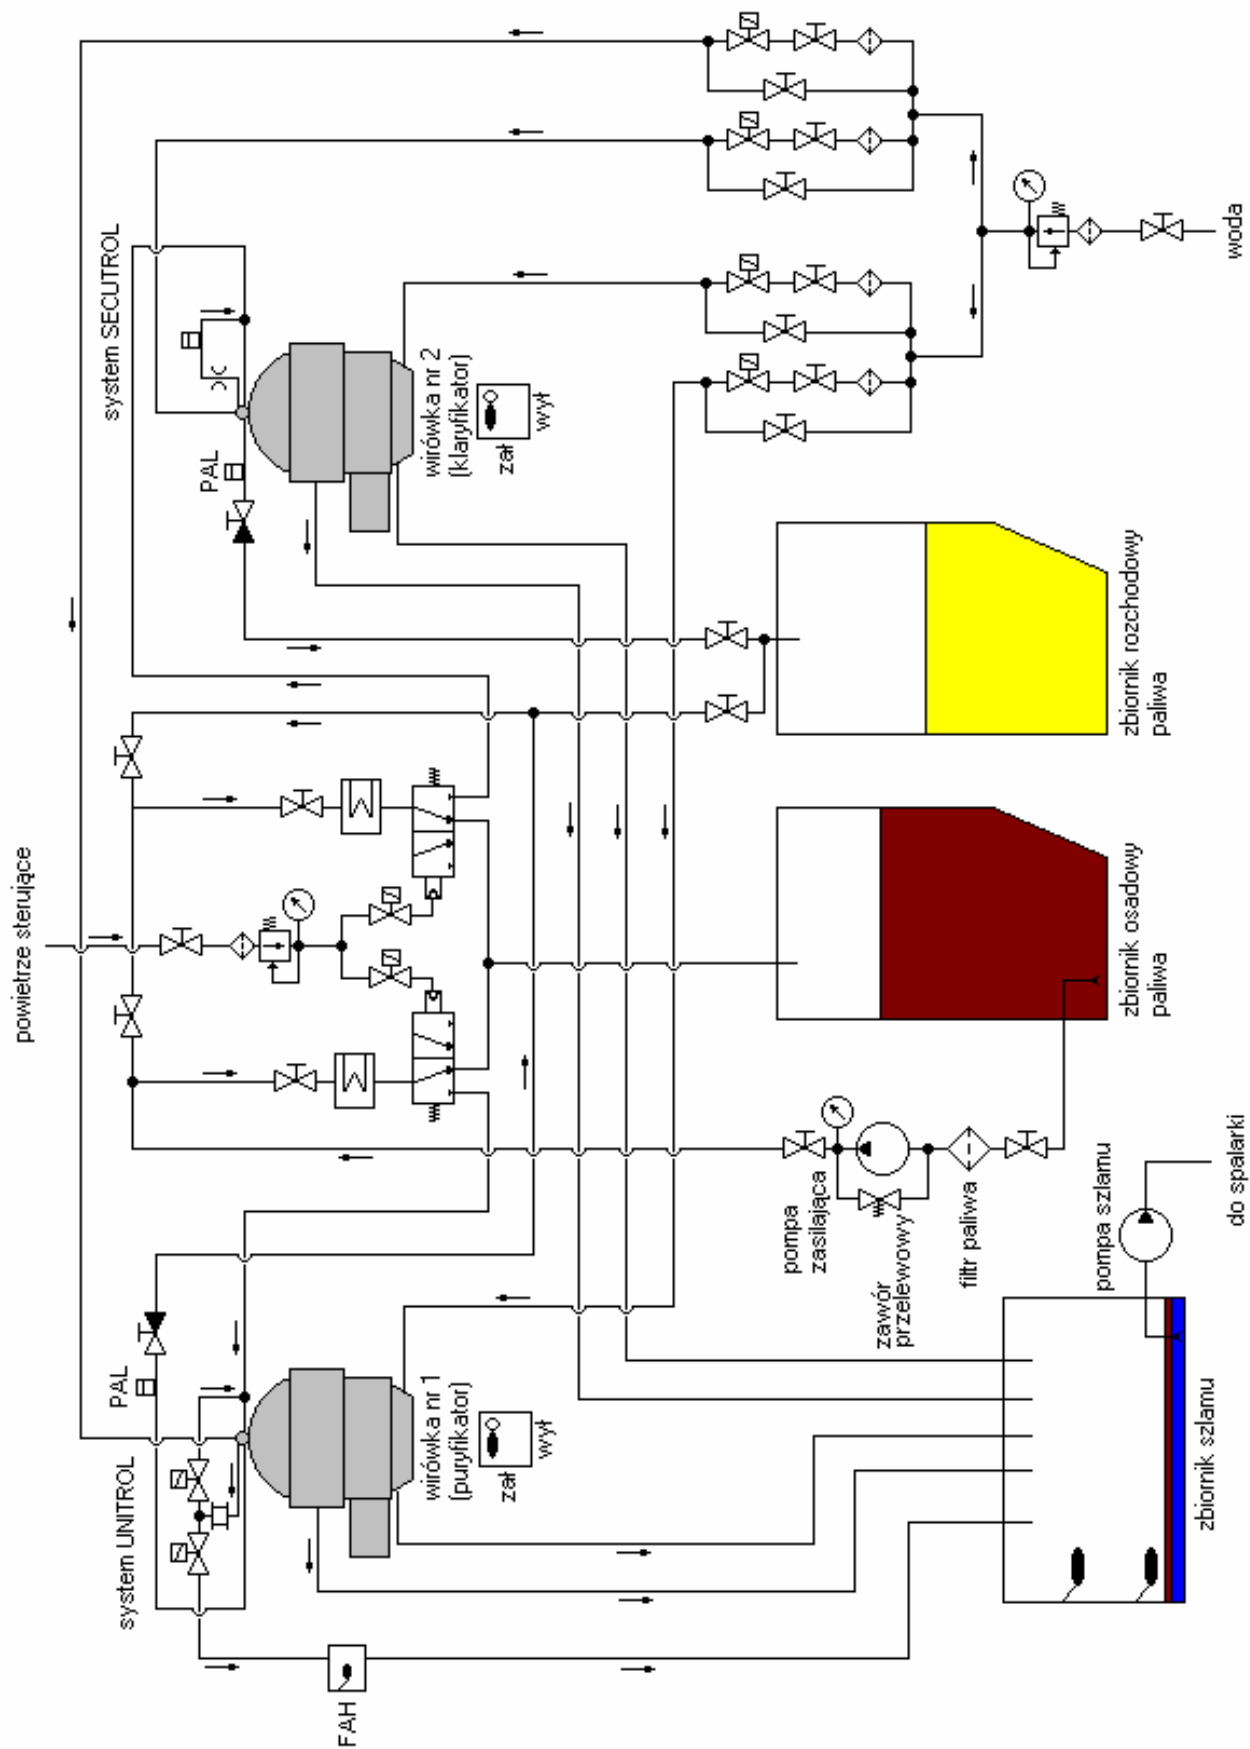 powietrze sterujące
system SECUTROL
PAL
wirówka nr 2
(klaryfikator)
zał
wył
woda
zbiornik rozchodowy
paliwa
zbiornik osadowy
paliwa
pompa
zasilająca
zawór
przelewowy
filtr paliwa
pompa szlamu
do spalarki
zbiornik szlamu
system UNITROL
PAL
wirówka nr 1
(puryfikator)
zał
wył
FAH